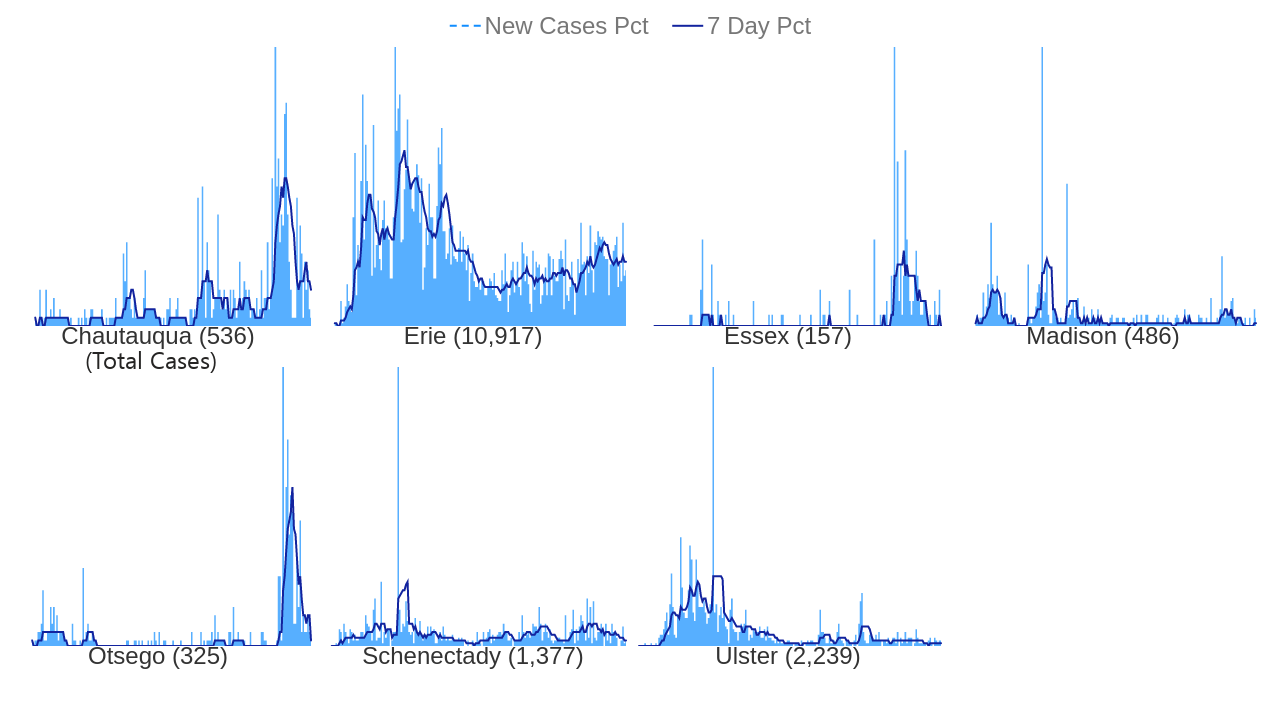 New Cases Pct 7 Day Pct
Chautauqua (536) Erie (10,917) Essex (157) Madison (486)
(Total Cases)
Otsego (325) Schenectady (1,377) Ulster (2,239)